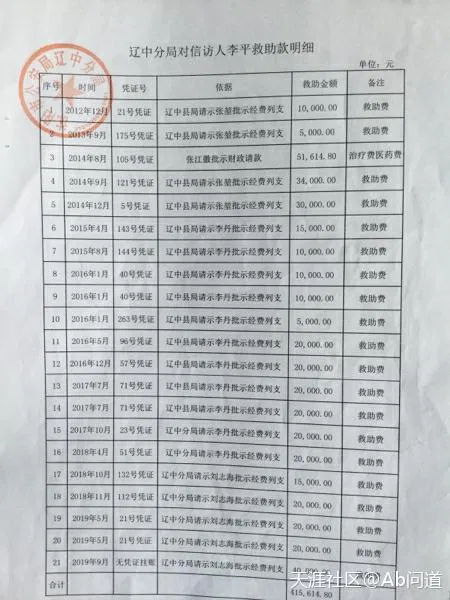 辽中分局对信访人李平救助款明细
单位：元
序号 时间 凭证号 依据 救助金额 备注
2012年12月 21号凭证 辽中县局请示张堃批示经费列支 10,000.00 救助费
2 2013年9月 175号凭证 辽中县局请示张堃批示经费列支 5,000.00 救助费
3 2014年8月 105号凭证 张江徽批示财政请款 51,614.80 治疗费医药费
4 2014年9月 121号凭证 辽中县局请示张堃批示经费列支 34,000.00 救助费
5 2014年12月 5号凭证 辽中县局请示张堃批示经费列支 30,000.00 救助费
6 2015年4月 143号凭证 辽中县局请示李丹批示经费列支 15,000.00 救助费
7 2015年8月 144号凭证 辽中县局请示李丹批示经费列支 10,000.00 救助费
8 2016年1月 40号凭证 辽中县局请示李丹批示经费列支 10,000.00 救助费
9 2016年1月 40号凭证 辽中县局请示李丹批示经费列支 10,000.00 救助费
10 2016年1月 263号凭证 辽中县局请示李丹批示经费列支 5,000.00 救助费
11 2016年5月 96号凭证 辽中县局请示李丹批示经费列支 20,000.00 救助费
12 2016年12月 57号凭证 辽中县局请示李丹批示经费列支 20,000.00 救助费
13 2017年7月 71号凭证 辽中县局请示李丹批示经费列支 20,000.00 救助费
14 2017年7月 71号凭证 辽中县局请示李丹批示经费列支 20,000.00 救助费
15 2017年10月 23号凭证 辽中县局请示李丹批示经费列支 20,000.00 救助费
16 2018年4月 51号凭证 辽中分局请示刘志海批示经费列支 20,000.00 救助费
17 2018年10月 132号凭证 辽中分局请示刘志海批示经费列支 15,000.00 救助费
18 2018年11月 112号凭证 辽中分局请示刘志海批示经费列支 20,000.00 救助费
19 2019年5月 21号凭证 辽中分局请示刘志海批示经费列支 20,000.00 救助费
20 2019年5月 21号凭证 辽中分局请示刘志海批示经费列支 20,000.00 救助费
21 2019年9月 无凭证挂账 辽中分局请示刘志海批示经费列支 40,000.00 救助费
合计 415,614.80
天涯社区@Ab问道